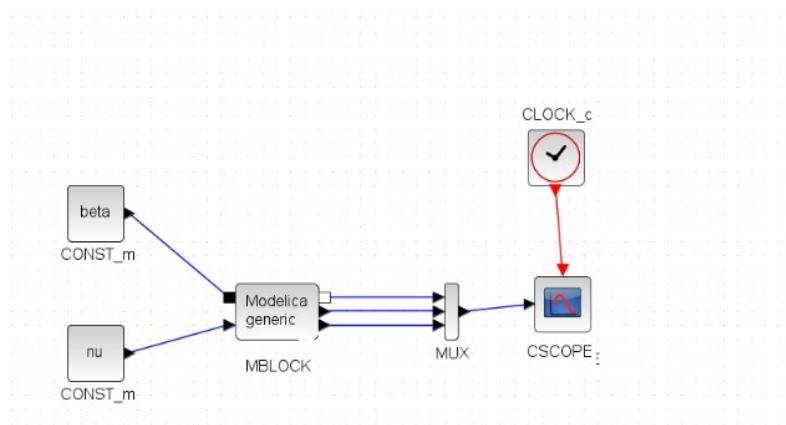 CLOCK_c
beta
CONST_m
Modelica
generic
MBLOCK
MUX
CSCOPE
nu
CONST_m